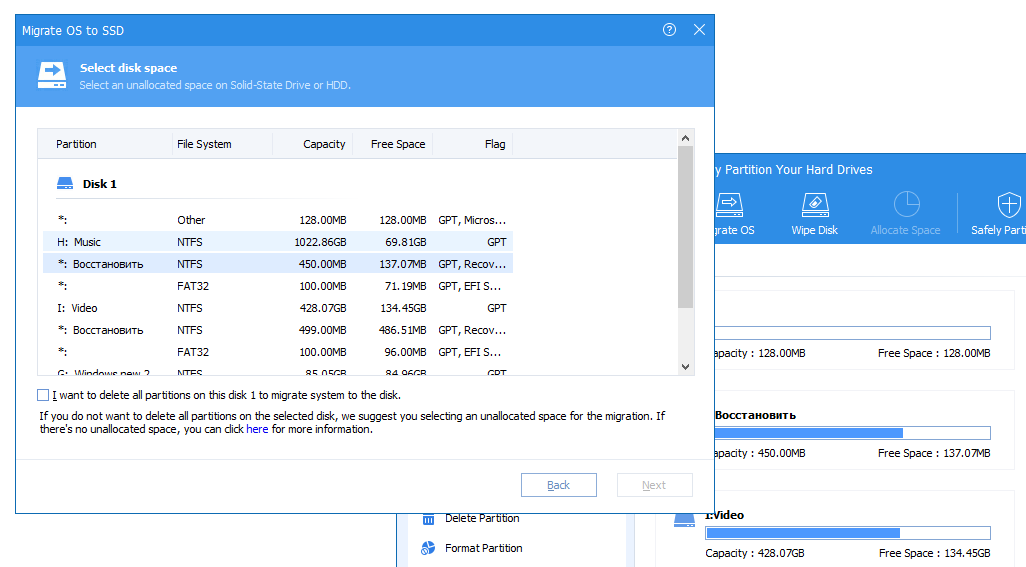 Migrate OS to SSD
Select disk space
Select an unallocated space on Solid-State Drive or HDD.
Partition File System Capacity Free Space Flag
Disk 1
*: Other 128.00MB 128.00MB GPT, Micros...
H: Music NTFS 1022.86GB 69.81GB GPT
*: Восстановить NTFS 450.00MB 137.07MB GPT, Recov...
*: FAT32 100.00MB 71.19MB GPT, EFI S...
I: Video NTFS 428.07GB 134.45GB GPT
*: Восстановить NTFS 499.00MB 486.51MB GPT, Recov...
*: FAT32 100.00MB 96.00MB GPT, EFI S...
G: Windows new 2 NTFS 85.05GB 84.96GB GPT
I want to delete all partitions on this disk 1 to migrate system to the disk.
If you do not want to delete all partitions on the selected disk, we suggest you selecting an unallocated space for the migration. If
there's no unallocated space, you can click here for more information.
Back Next
y Partition Your Hard Drives
grate OS Wipe Disk Allocate Space Safely Parti
apacity : 128.00MB Free Space : 128.00MB
Восстановить
apacity : 450.00MB Free Space : 137.07MB
I:Video
Capacity : 428.07GB Free Space : 134.45GB
Delete Partition
Format Partition